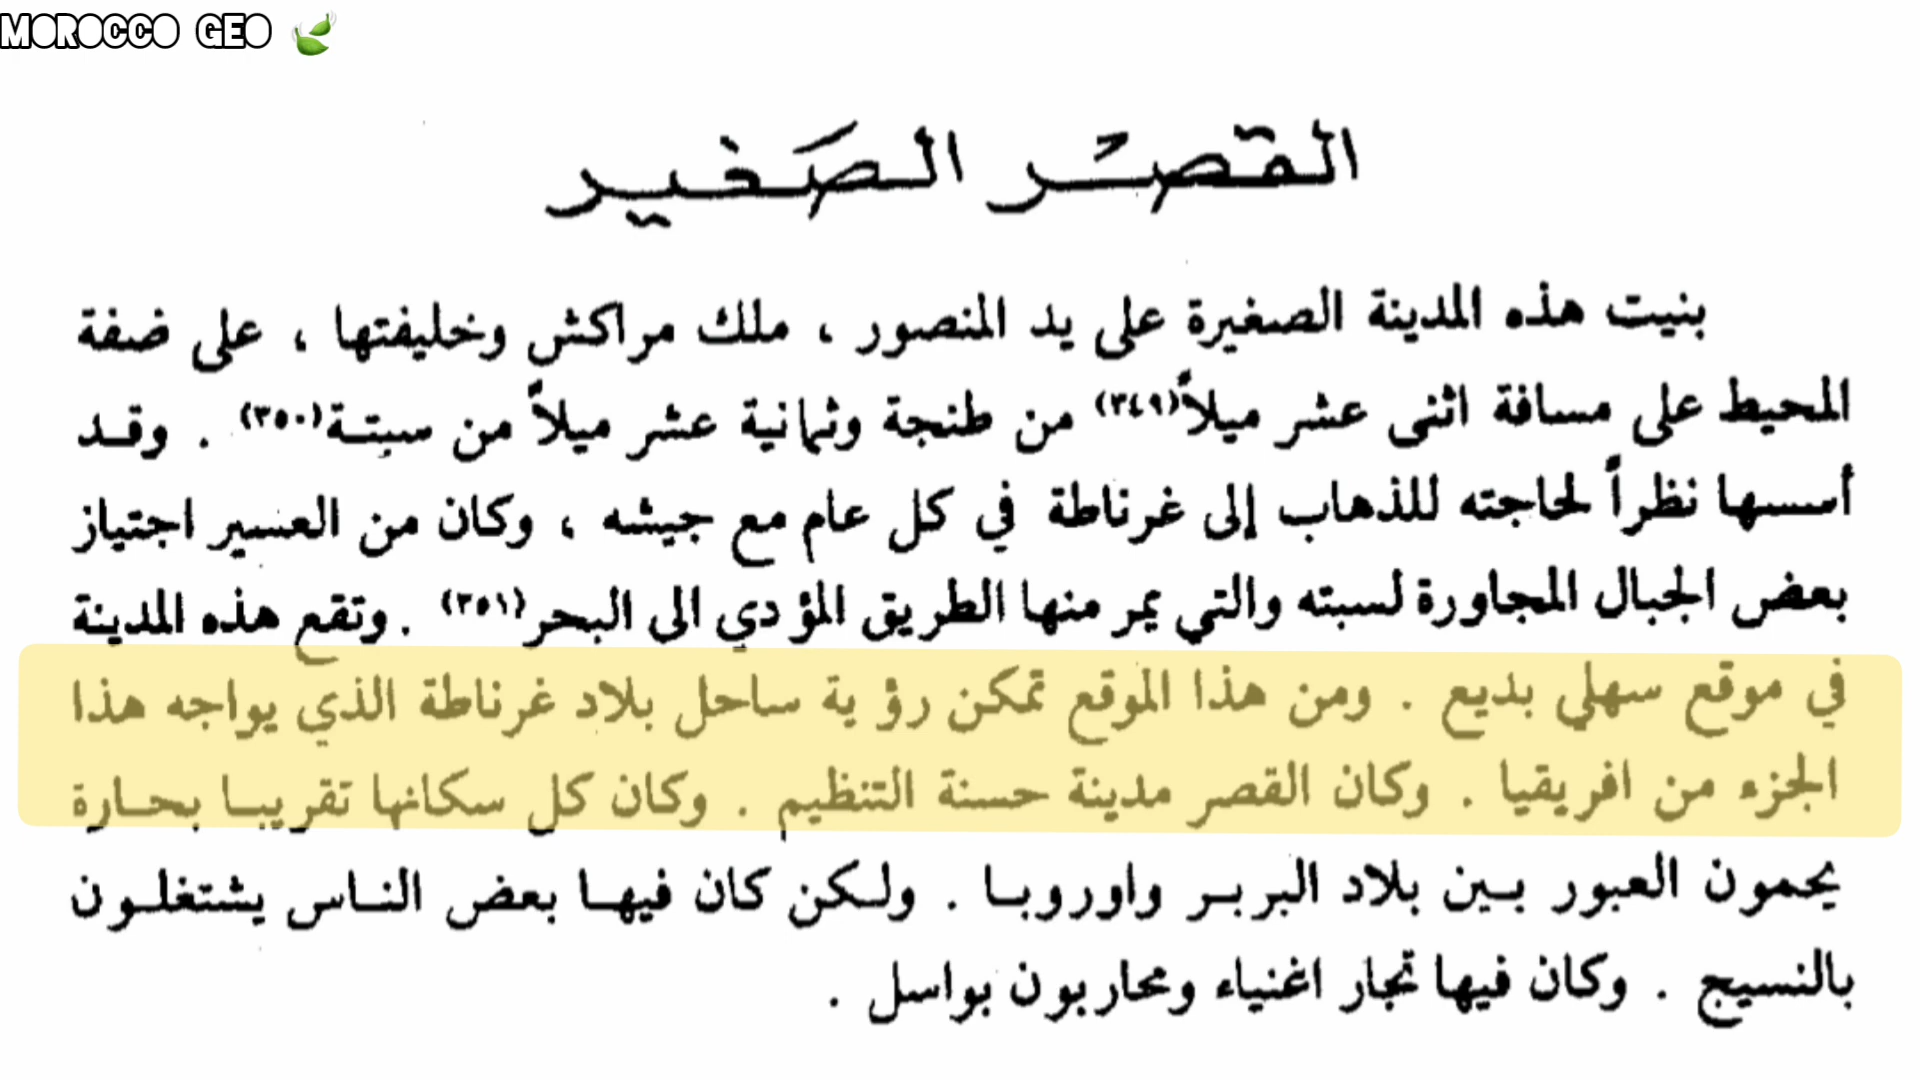 MOROCCO GEO
القصر الصغير
بنيت هذه المدينة الصغيرة على يد المنصور ، ملك مراكش وخليفتها ، على ضفة
المحيط على مسافة اثنى عشر ميلاً(٣٤٩) من طنجة وثمانية عشر ميلاً من سبتة(٣٥٠) . وقد
أسسها نظراً لحاجته للذهاب إلى غرناطة في كل عام مع جيشه ، وكان من العسير اجتياز
بعض الجبال المجاورة لسبته والتي يمر منها الطريق المؤدي الى البحر(٣٥١) . وتقع هذه المدينة
في موقع سهلي بديع . ومن هذا الموقع تمكن رؤية ساحل بلاد غرناطة الذي يواجه هذا
الجزء من افريقيا . وكان القصر مدينة حسنة التنظيم . وكان كل سكانها تقريبا بحارة
يحمون العبور بين بلاد البربر واوروبا . ولكن كان فيها بعض الناس يشتغلون
بالنسيج . وكان فيها تجار اغنياء ومحاربون بواسل .